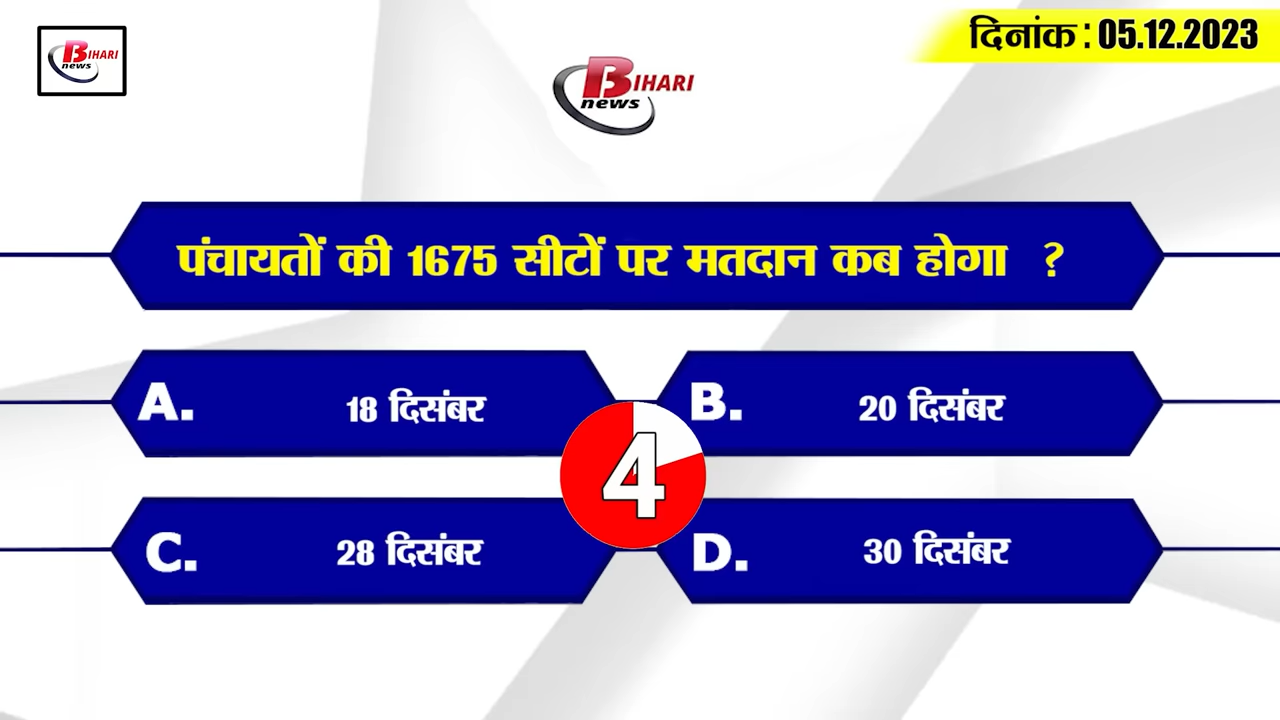 BIHARI
news
दिनांक : 05.12.2023
BIHARI
news
पंचायतों की 1675 सीटों पर मतदान कब होगा ?
A. 18 दिसंबर
B. 20 दिसंबर
4
C. 28 दिसंबर
D. 30 दिसंबर